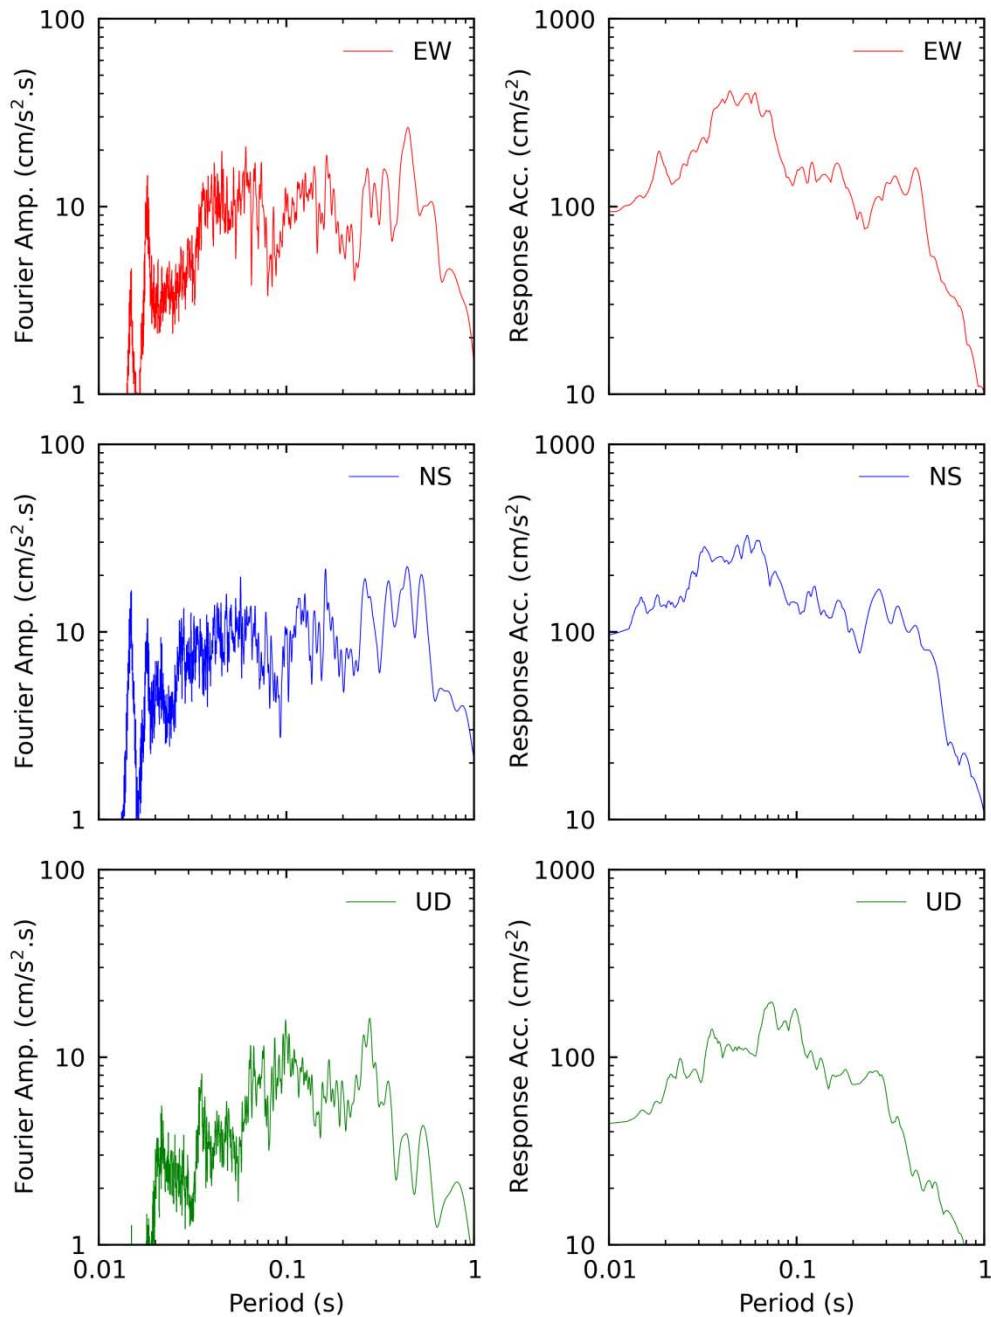 100
EW
10
1
Fourier Amp. (cm/s².s)
1000
EW
100
10
Response Acc. (cm/s²)
100
NS
10
1
Fourier Amp. (cm/s².s)
1000
NS
100
10
Response Acc. (cm/s²)
100
UD
10
1
Fourier Amp. (cm/s².s)
0.01
0.1
1
Period (s)
1000
UD
100
10
Response Acc. (cm/s²)
0.01
0.1
1
Period (s)